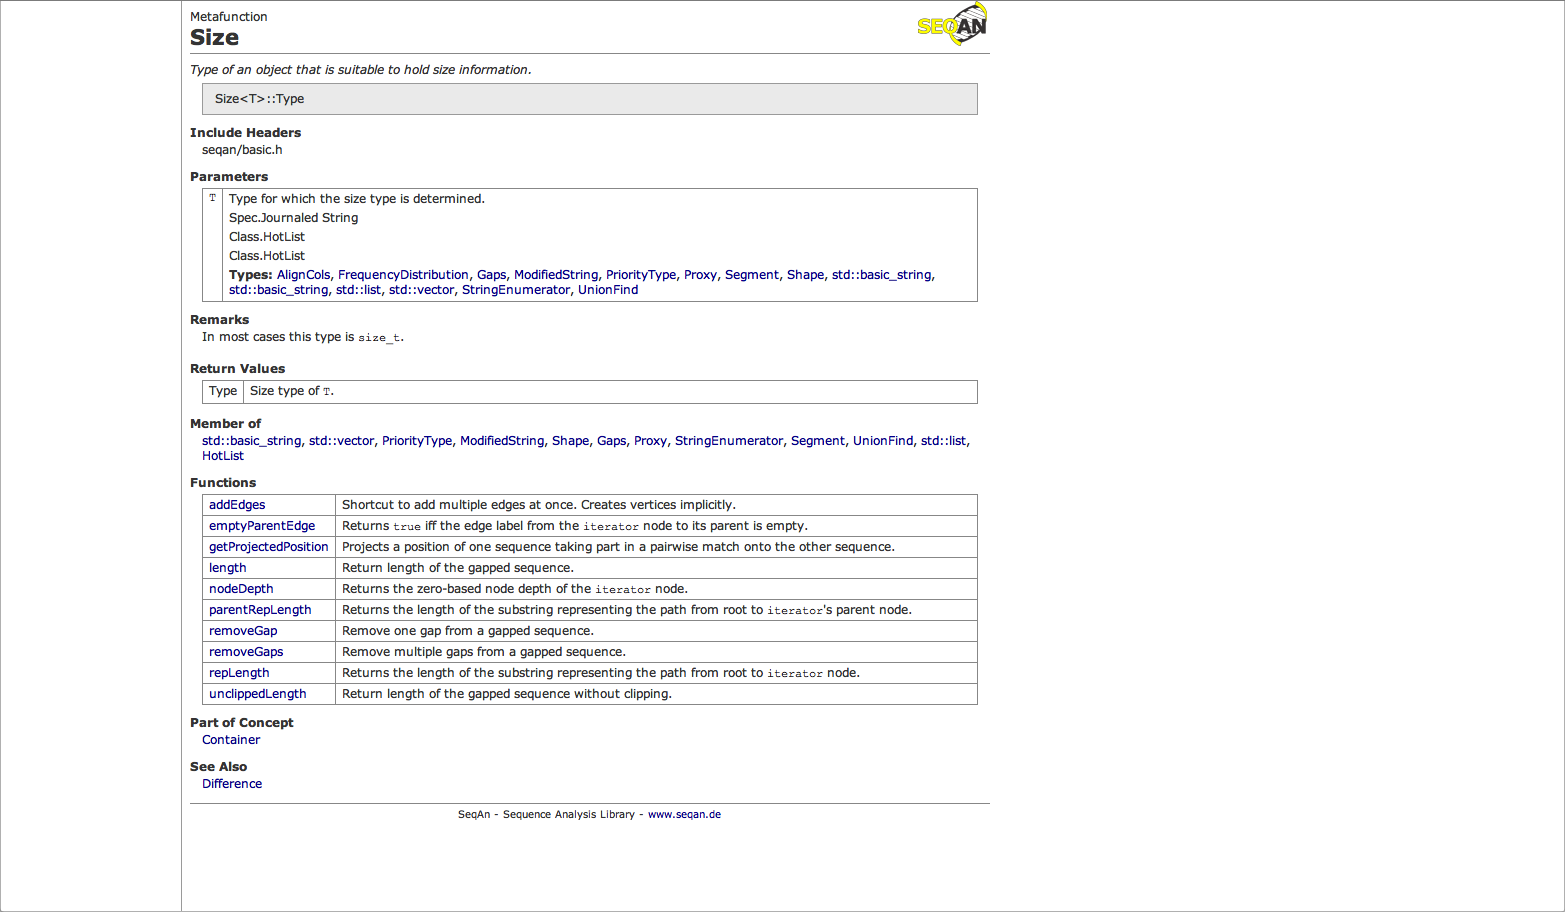 Metafunction
Size
SEQAN
Type of an object that is suitable to hold size information.
Size<T>::Type
Include Headers
seqan/basic.h
Parameters
T Type for which the size type is determined.
Spec.Journaled String
Class.HotList
Class.HotList
Types: AlignCols, FrequencyDistribution, Gaps, ModifiedString, PriorityType, Proxy, Segment, Shape, std::basic_string,
std::basic_string, std::list, std::vector, StringEnumerator, UnionFind
Remarks
In most cases this type is size_t.
Return Values
Type Size type of T.
Member of
std::basic_string, std::vector, PriorityType, ModifiedString, Shape, Gaps, Proxy, StringEnumerator, Segment, UnionFind, std::list,
HotList
Functions
addEdges Shortcut to add multiple edges at once. Creates vertices implicitly.
emptyParentEdge Returns true iff the edge label from the iterator node to its parent is empty.
getProjectedPosition Projects a position of one sequence taking part in a pairwise match onto the other sequence.
length Return length of the gapped sequence.
nodeDepth Returns the zero-based node depth of the iterator node.
parentRepLength Returns the length of the substring representing the path from root to iterator's parent node.
removeGap Remove one gap from a gapped sequence.
removeGaps Remove multiple gaps from a gapped sequence.
repLength Returns the length of the substring representing the path from root to iterator node.
unclippedLength Return length of the gapped sequence without clipping.
Part of Concept
Container
See Also
Difference
SeqAn - Sequence Analysis Library - www.seqan.de